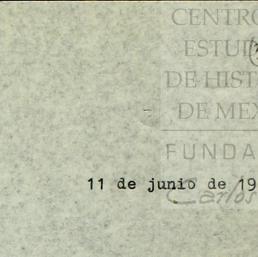 CENTRO
ESTU
DE HIST
DE MEX
FUNDA
11 de junio de 19
Carlos